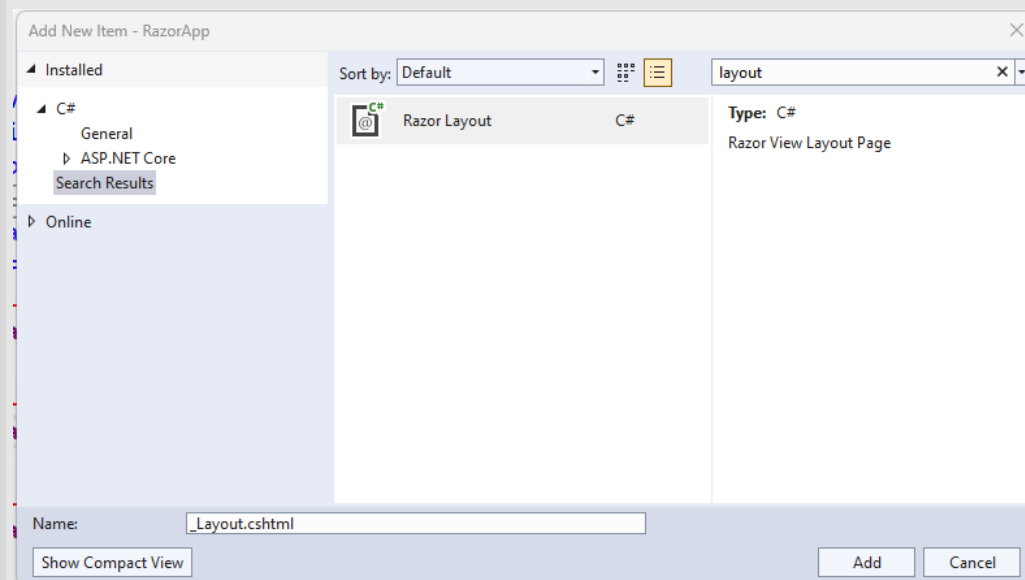 Add New Item - RazorApp
Installed
C#
General
ASP.NET Core
Search Results
Online
Sort by: Default
layout
C#
@
Razor Layout C#
Type: C#
Razor View Layout Page
Name: _Layout.cshtml
Show Compact View
Add Cancel